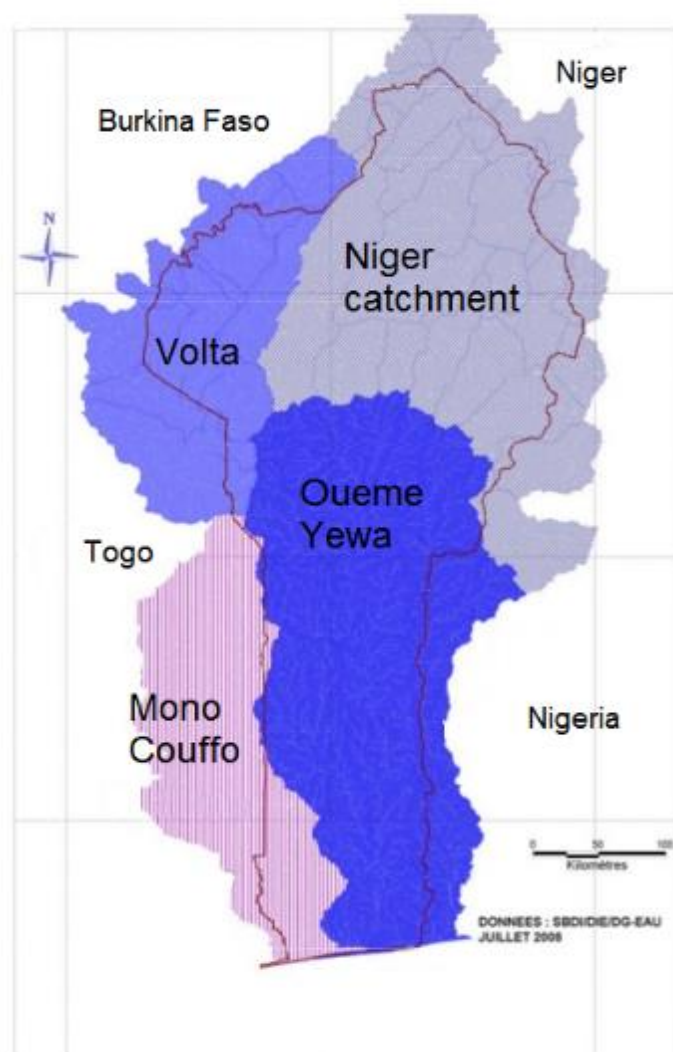 Niger
Burkina Faso
N
Niger
catchment
Volta
Oueme
Yewa
Togo
Mono
Couffo
Nigeria
0 50 100
Kilomètres
DONNEES : SBDI/DIE/DG-EAU
JUILLET 2008